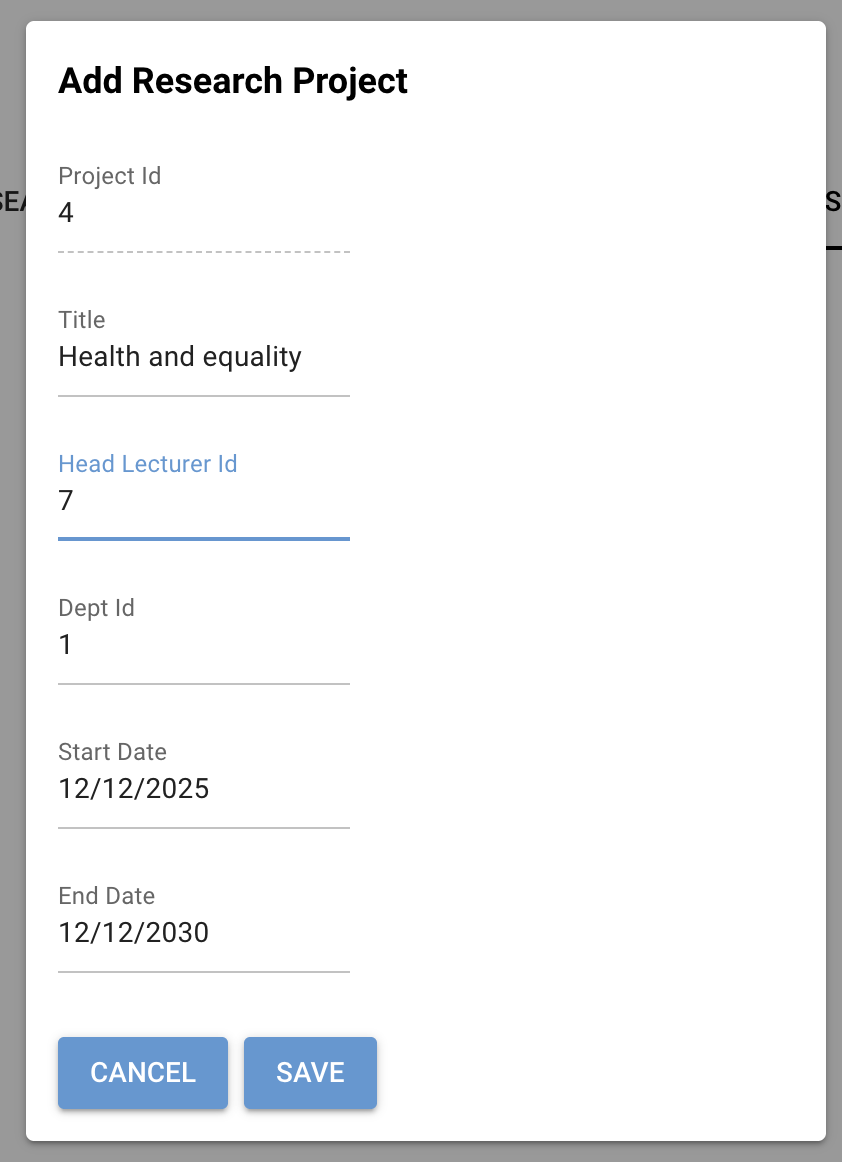 Add Research Project
Project Id
4
Title
Health and equality
Head Lecturer Id
7
Dept Id
1
Start Date
12/12/2025
End Date
12/12/2030
CANCEL SAVE